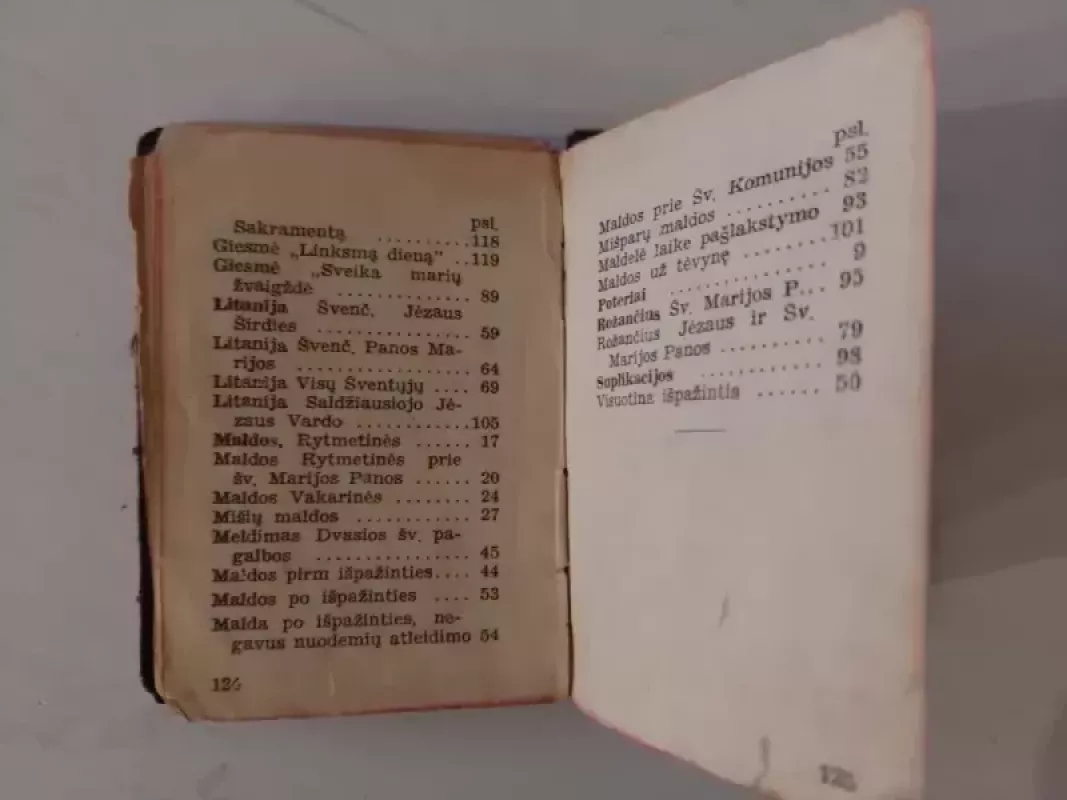 psl.
Sakramentą ..........118
Giesmė „Linksmą dieną” ..119
Giesmė „Sveika marių
žvaigždė .............. 89
Litanija Švenč. Jėzaus
Širdies ................ 59
Litanija Švenč. Panos Ma-
rijos .................. 64
Litanija Visų Šventųjų .... 69
Litanija Saldžiausiojo Jė-
zaus Vardo ............105
Maldos, Rytmetinės ...... 17
Maldos Rytmetinės prie
šv. Marijos Panos ...... 20
Maldos Vakarinės ........ 24
Mišių maldos ............ 27
Meldimas Dvasios šv. pa-
galbos ................ 45
Maldos pirm išpažinties.... 44
Maldos po išpažinties .... 53
Malda po išpažinties, ne-
gavus nuodemių atleidimo 54
psl.
Maldos prie Šv. Komunijos 55
Mišparų maldos .......... 82
Maldelė laike pašlakstymo 93
Maldos už tėvynę ........101
Poteriai ................ 9
Rožančius Šv. Marijos P... 95
Rožančius Jėzaus ir Šv.
Marijos Panos .......... 79
Suplikacijos ............ 98
Visuotina išpažintis ...... 50
125